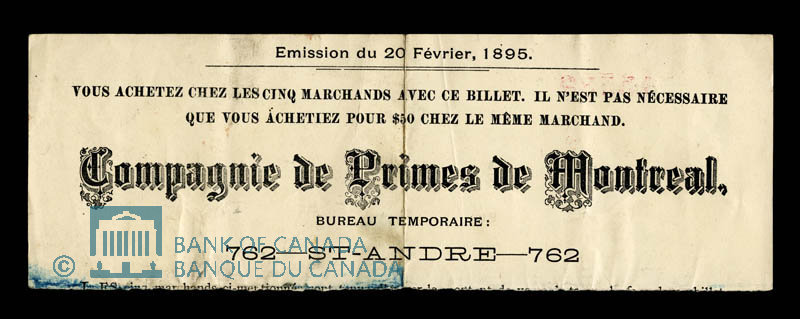 Emission du 20 Février, 1895.
VOUS ACHETEZ CHEZ LES CINQ MARCHANDS AVEC CE BILLET. IL N'EST PAS NÉCESSAIRE
QUE VOUS ACHETIEZ POUR $50 CHEZ LE MÊME MARCHAND.
Compagnie de Primes de Montreal,
BUREAU TEMPORAIRE:
762—ST-ANDRE—762
© BANK OF CANADA
BANQUE DU CANADA